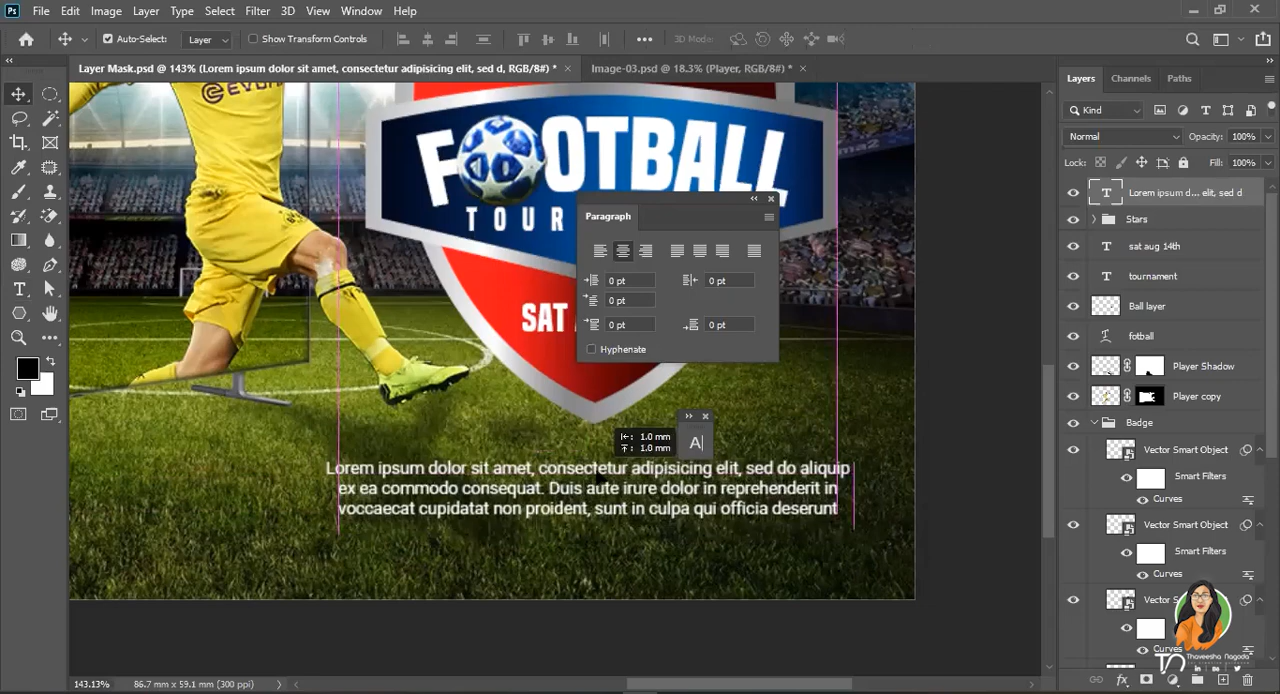 Ps File Edit Image Layer Type Select Filter 3D View Window Help
Auto-Select: Layer Show Transform Controls 3D Mode:
Layer Mask.psd @ 143% (Lorem ipsum dolor sit amet, consectetur adipisicing elit, sed d, RGB/8#) *
Image-03.psd @ 18.3% (Player, RGB/8#) *
Layers Channels Paths
Kind
Normal Opacity: 100%
Lock: Fill: 100%
Lorem ipsum d... elit, sed d
Stars
sat aug 14th
tournament
Ball layer
fotball
Player Shadow
Player copy
Badge
Vector Smart Object
Smart Filters
Curves
Vector Smart Object
Smart Filters
Curves
Curves
FOOTBALL
TOUR
SAT
Paragraph
0 pt 0 pt
0 pt
0 pt 0 pt
Hyphenate
1.0 mm
1.0 mm
A
Lorem ipsum dolor sit amet, consectetur adipisicing elit, sed do aliquip
ex ea commodo consequat. Duis aute irure dolor in reprehenderit in
voccaecat cupidatat non proident, sunt in culpa qui officia deserunt
Thaveesha Nagoda
143.13% 86.7 mm x 59.1 mm (300 ppi)